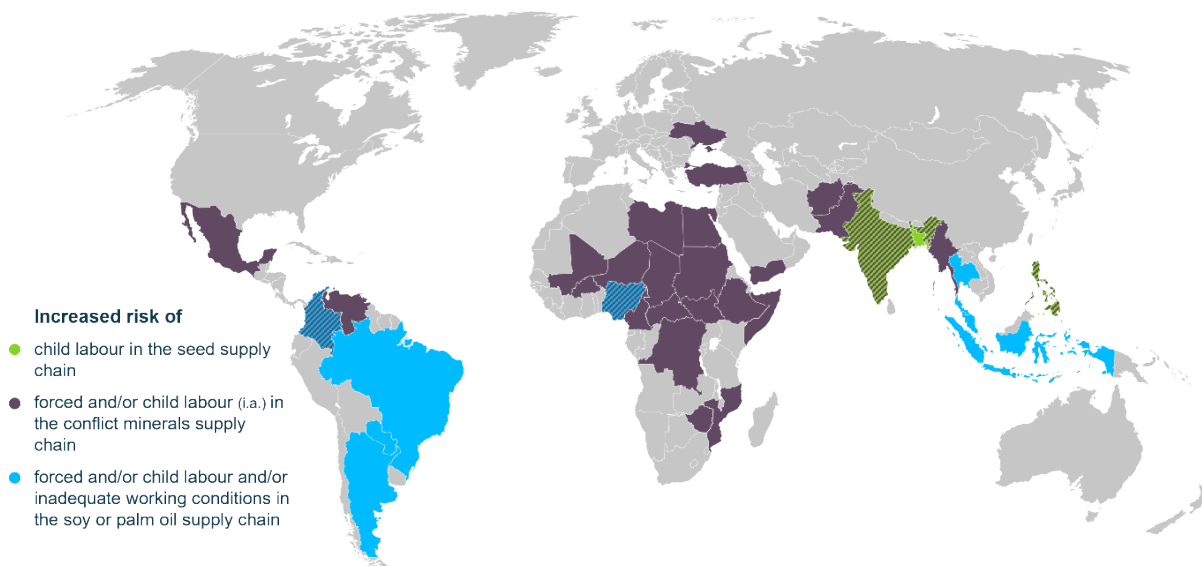 Increased risk of
child labour in the seed supply
chain
forced and/or child labour (i.a.) in
the conflict minerals supply
chain
forced and/or child labour and/or
inadequate working conditions in
the soy or palm oil supply chain